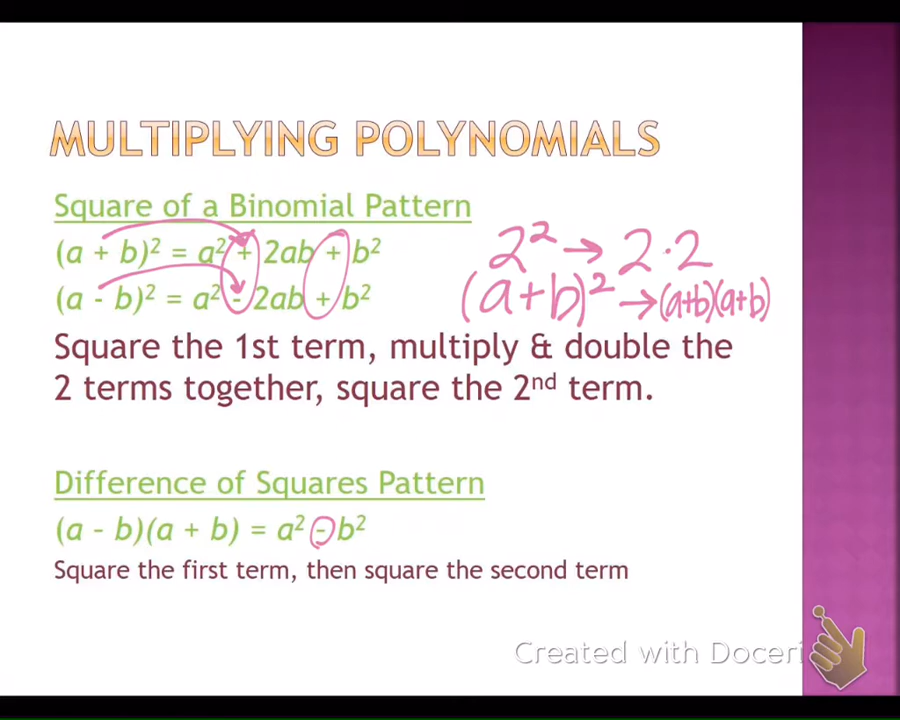 MULTIPLYING POLYNOMIALS
Square of a Binomial Pattern
(a + b)² = a² + 2ab + b²
2² → 2·2
(a - b)² = a² - 2ab + b²
(a+b)² → (a+b)(a+b)
Square the 1st term, multiply & double the
2 terms together, square the 2nd term.
Difference of Squares Pattern
(a – b)(a + b) = a² - b²
Square the first term, then square the second term
Created with Doceri